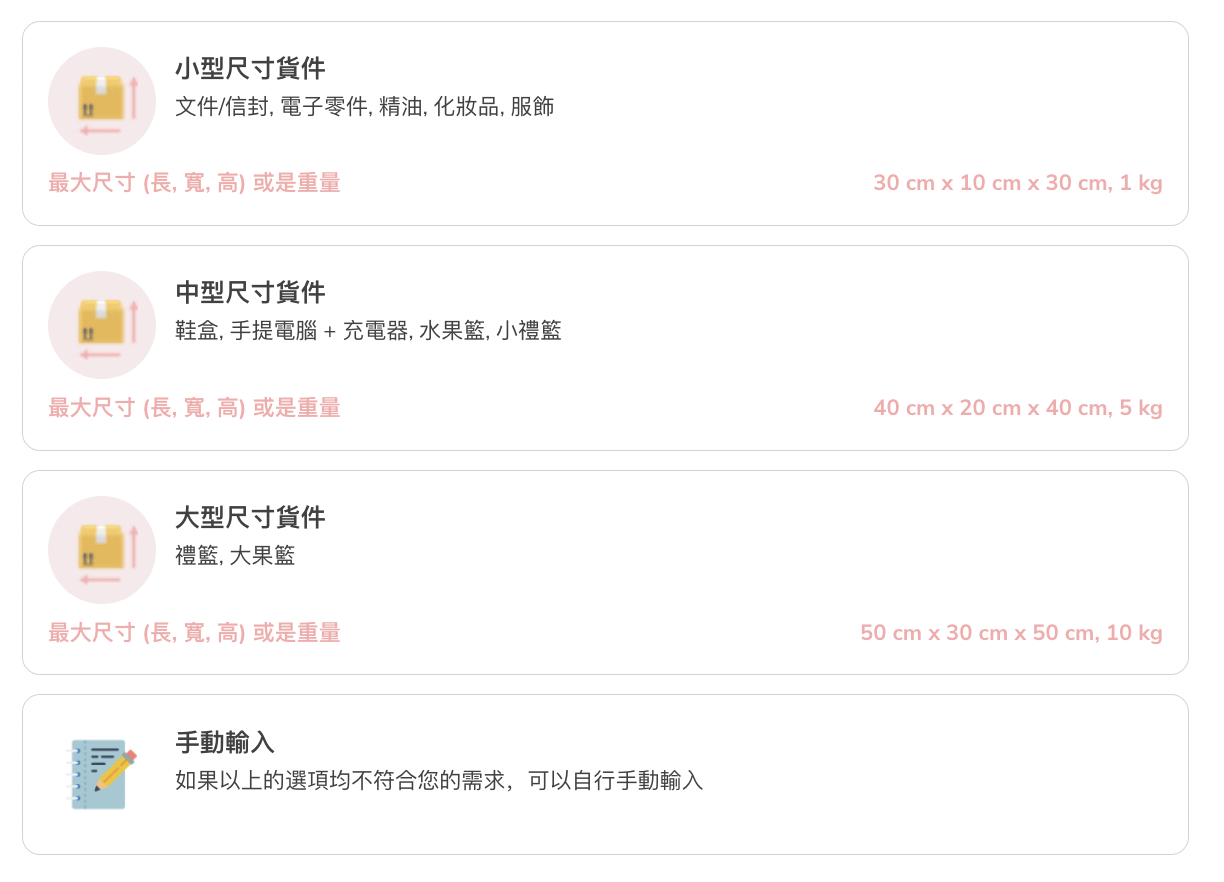 小型尺寸貨件
文件/信封, 電子零件, 精油, 化妝品, 服飾
最大尺寸 (長, 寬, 高) 或是重量
30 cm x 10 cm x 30 cm, 1 kg
中型尺寸貨件
鞋盒, 手提電腦 + 充電器, 水果籃, 小禮籃
最大尺寸 (長, 寬, 高) 或是重量
40 cm x 20 cm x 40 cm, 5 kg
大型尺寸貨件
禮籃, 大果籃
最大尺寸 (長, 寬, 高) 或是重量
50 cm x 30 cm x 50 cm, 10 kg
手動輸入
如果以上的選項均不符合您的需求，可以自行手動輸入